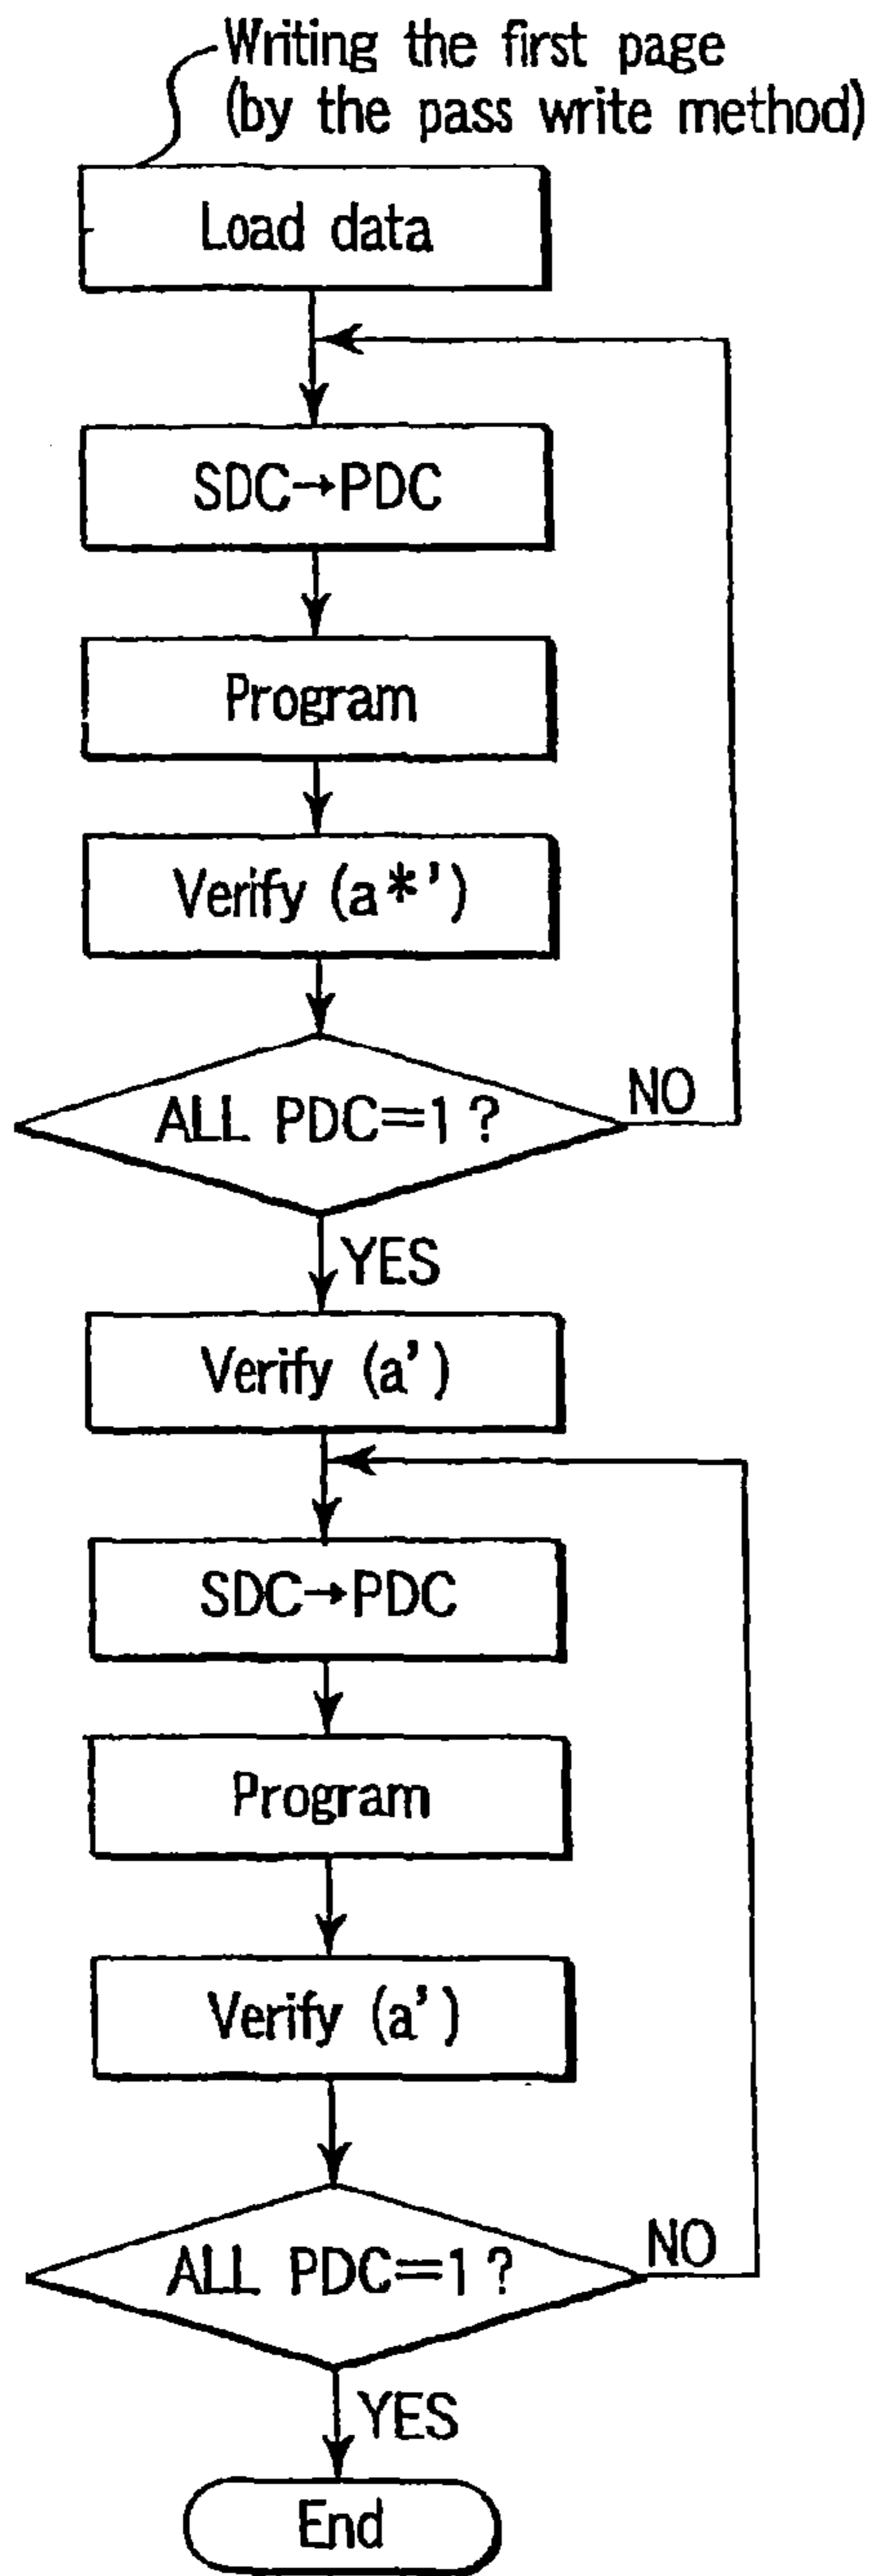 Writing the first page
(by the pass write method)
Load data
SDC→PDC
Program
Verify (a*')
ALL PDC=1?
NO
YES
Verify (a')
SDC→PDC
Program
Verify (a')
ALL PDC=1?
NO
YES
End